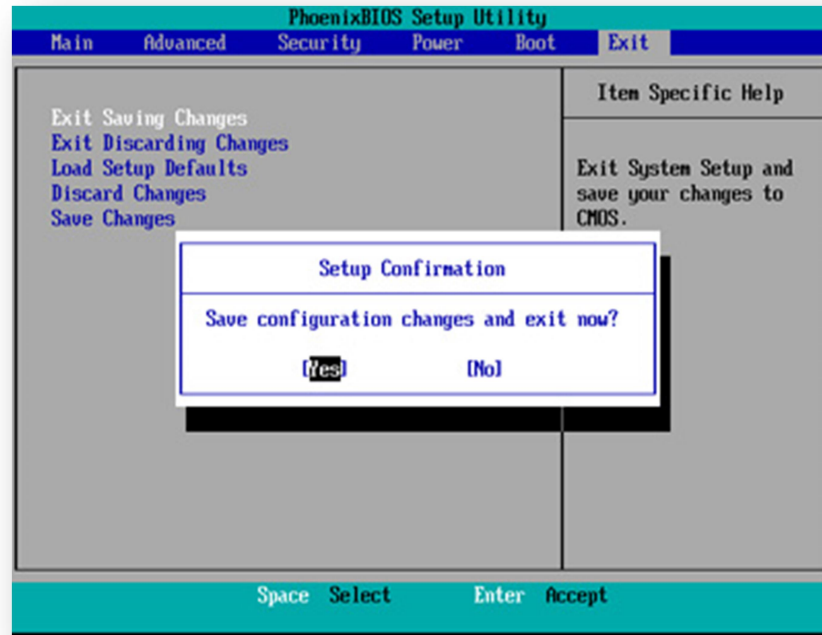 PhoenixBIOS Setup Utility
Main Advanced Security Power Boot Exit
Exit Saving Changes
Exit Discarding Changes
Load Setup Defaults
Discard Changes
Save Changes
Item Specific Help
Exit System Setup and
save your changes to
CMOS.
Setup Confirmation
Save configuration changes and exit now?
[Yes] [No]
Space Select Enter Accept